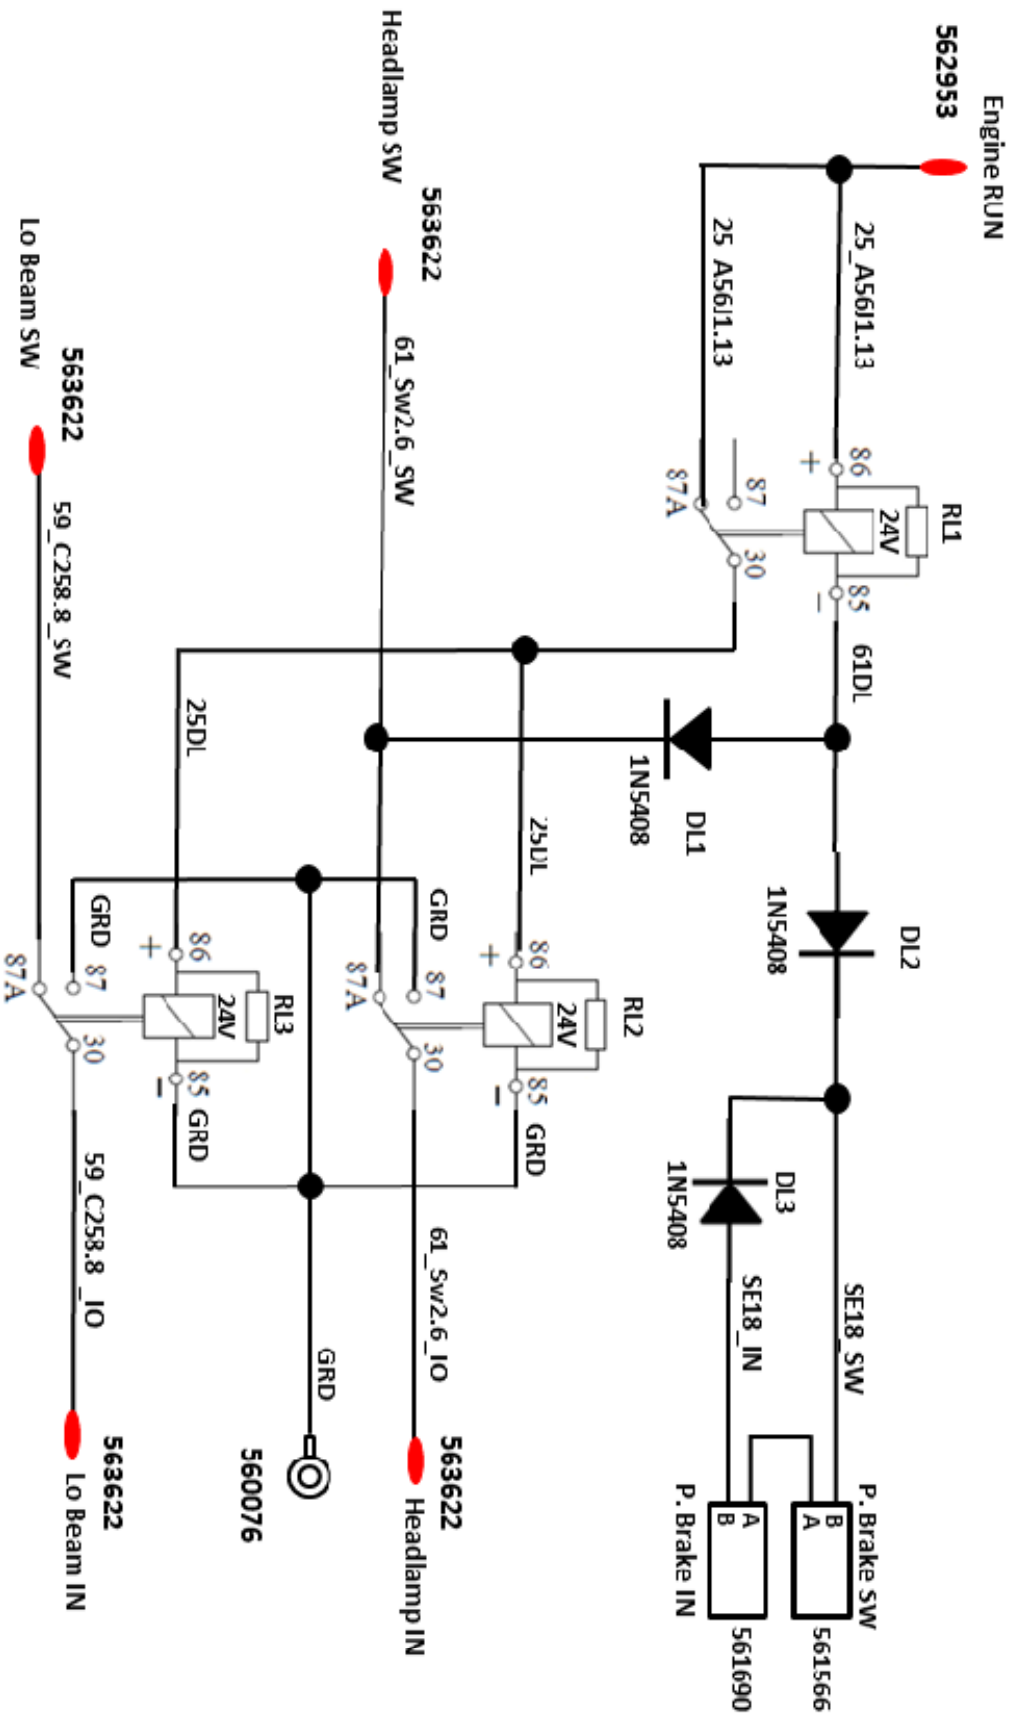 Engine RUN
562953
25_A56J1.13
25_A56J1.13
RL1
24V
86
85
+
–
87
87A
30
61DL
DL1
1N5408
DL2
1N5408
DL3
1N5408
SE18_SW
SE18_IN
P. Brake SW
B
A
561566
P. Brake IN
A
B
561690
Headlamp SW
563622
61_Sw2.6_SW
25DL
25DL
RL2
24V
86
85
+
–
GRD
GRD
87
87A
30
61_Sw2.6_IO
563622
Headlamp IN
GRD
560076
Lo Beam SW
563622
59_C258.8_SW
RL3
24V
86
85
+
–
GRD
GRD
87
87A
30
59_C258.8_IO
563622
Lo Beam IN